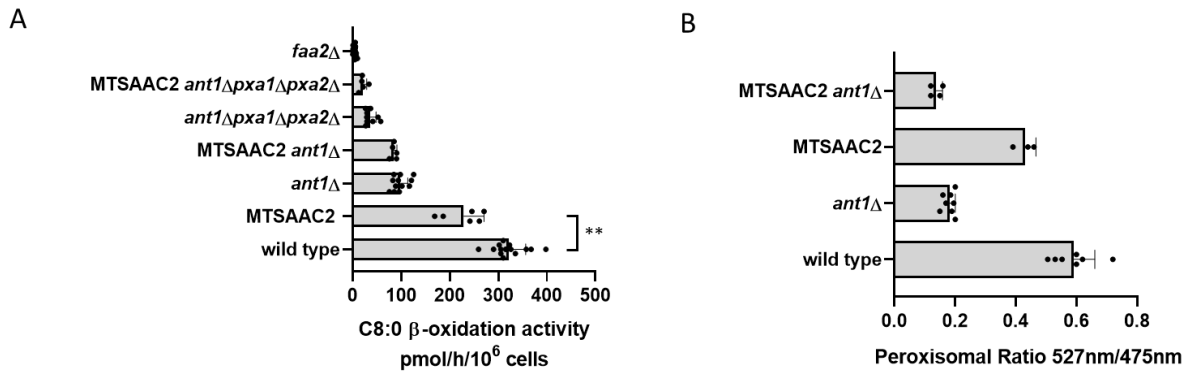 A
faa2Δ
MTSAAC2 ant1Δpxa1Δpxa2Δ
ant1Δpxa1Δpxa2Δ
MTSAAC2 ant1Δ
ant1Δ
MTSAAC2
wild type
**
0 100 200 300 400 500
C8:0 β-oxidation activity
pmol/h/10⁶ cells
B
MTSAAC2 ant1Δ
MTSAAC2
ant1Δ
wild type
0.0 0.2 0.4 0.6 0.8
Peroxisomal Ratio 527nm/475nm